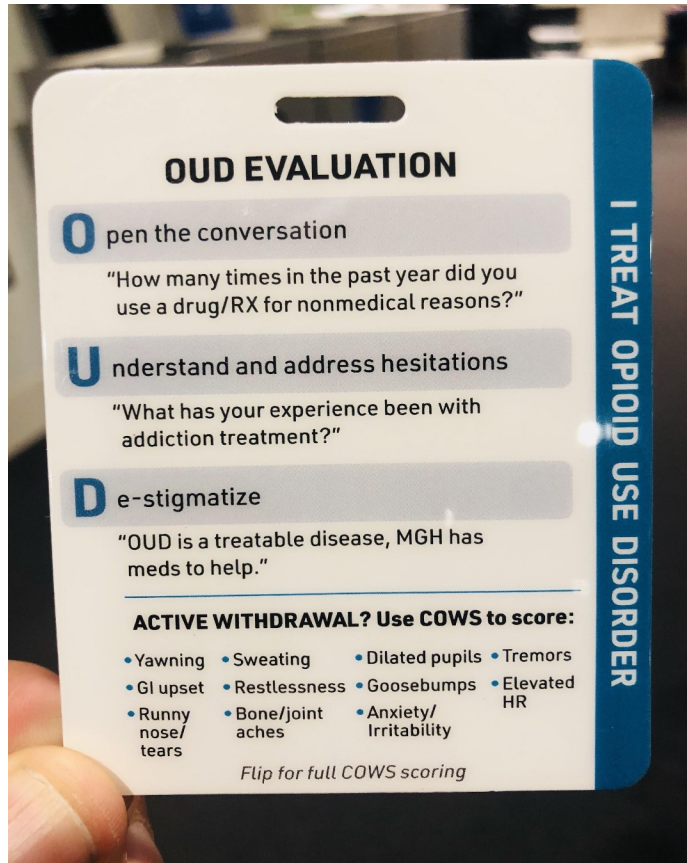 OUD EVALUATION
Open the conversation
“How many times in the past year did you
use a drug/RX for nonmedical reasons?”
Understand and address hesitations
“What has your experience been with
addiction treatment?”
De-stigmatize
“OUD is a treatable disease, MGH has
meds to help.”
ACTIVE WITHDRAWAL? Use COWS to score:
• Yawning • Sweating • Dilated pupils • Tremors
• GI upset • Restlessness • Goosebumps • Elevated
HR
• Runny
nose/
tears
• Bone/joint
aches
• Anxiety/
Irritability
Flip for full COWS scoring
I TREAT OPIOID USE DISORDER